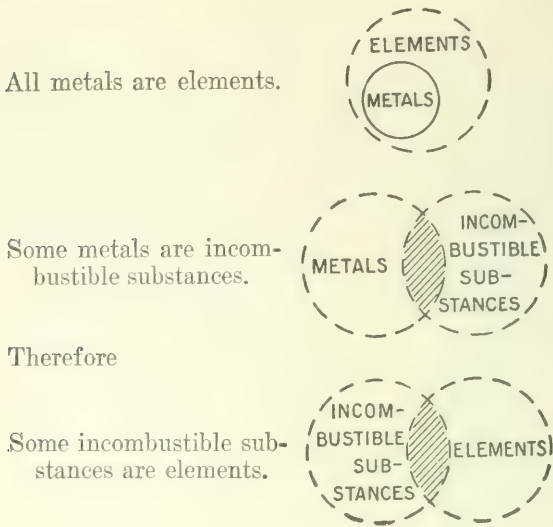 All metals are elements.
ELEMENTS
METALS
Some metals are incom-
bustible substances.
METALS
INCOM-
BUSTIBLE
SUB-
STANCES
Therefore
Some incombustible sub-
stances are elements.
INCOM-
BUSTIBLE
SUB-
STANCES
ELEMENTS